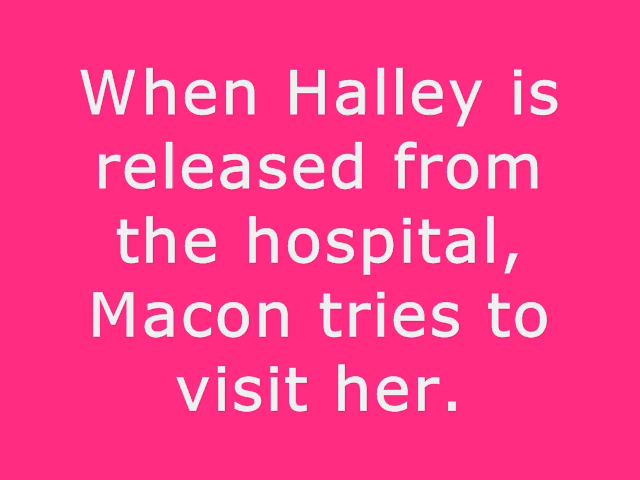 When Halley is
released from
the hospital,
Macon tries to
visit her.